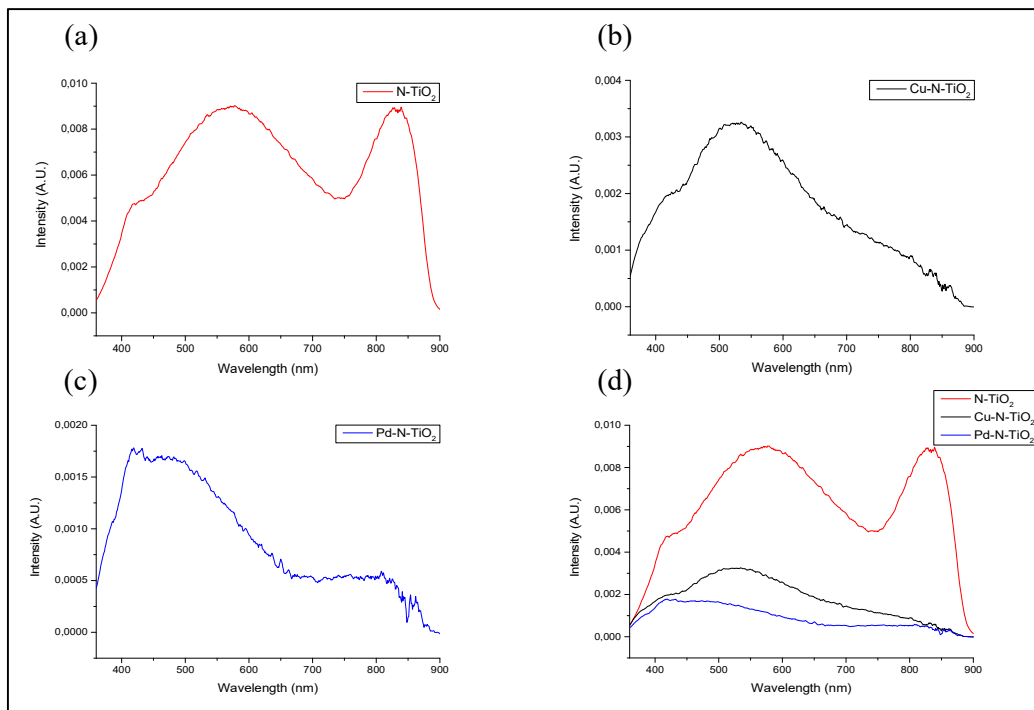 (a)
N-TiO₂
0,010
0,008
0,006
0,004
0,002
0,000
Intensity (A.U.)
400 500 600 700 800 900
Wavelength (nm)
(b)
Cu-N-TiO₂
0,004
0,003
0,002
0,001
0,000
Intensity (A.U.)
400 500 600 700 800 900
Wavelength (nm)
(c)
Pd-N-TiO₂
0,0020
0,0015
0,0010
0,0005
0,0000
Intensity (A.U.)
400 500 600 700 800 900
Wavelength (nm)
(d)
N-TiO₂
Cu-N-TiO₂
Pd-N-TiO₂
0,010
0,008
0,006
0,004
0,002
0,000
Intensity (A.U.)
400 500 600 700 800 900
Wavelength (nm)